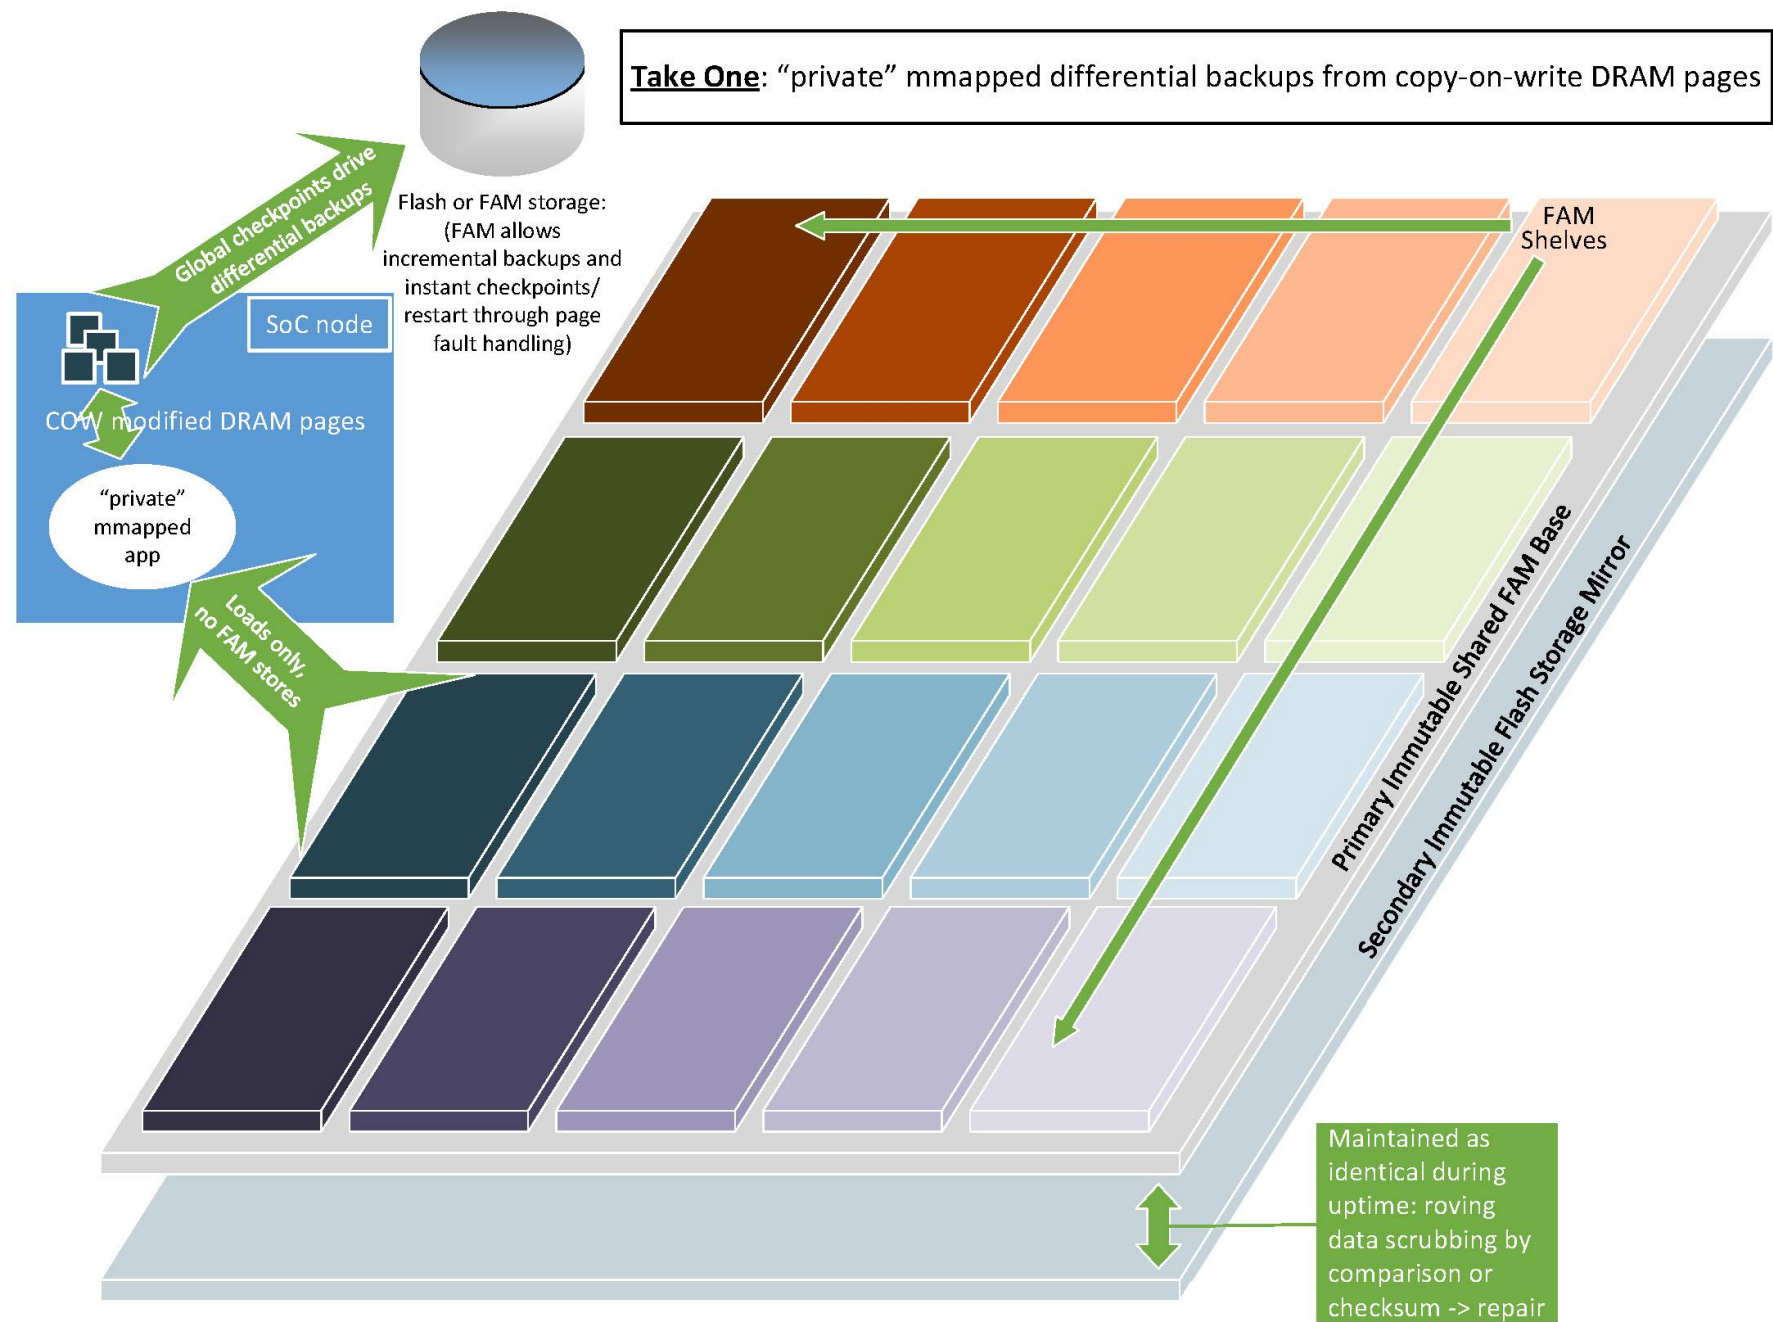 Take One: “private” mmapped differential backups from copy-on-write DRAM pages
Global checkpoints drive
differential backups
Flash or FAM storage:
(FAM allows
incremental backups and
instant checkpoints/
restart through page
fault handling)
FAM
Shelves
SoC node
COW modified DRAM pages
“private”
mmapped
app
Loads only,
no FAM stores
Primary Immutable Shared FAM Base
Secondary Immutable Flash Storage Mirror
Maintained as
identical during
uptime: roving
data scrubbing by
comparison or
checksum -> repair